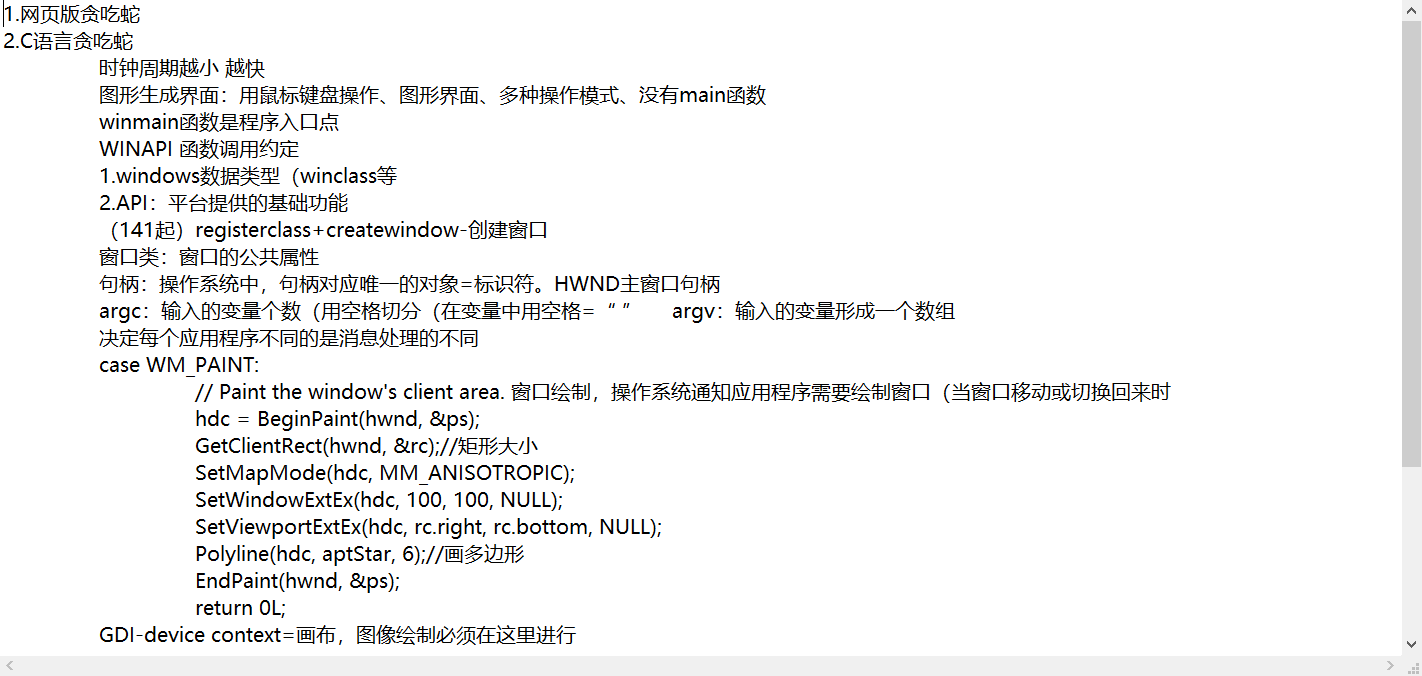 1.网页版贪吃蛇
2.C语言贪吃蛇
时钟周期越小 越快
图形生成界面：用鼠标键盘操作、图形界面、多种操作模式、没有main函数
winmain函数是程序入口点
WINAPI 函数调用约定
1.windows数据类型（winclass等
2.API：平台提供的基础功能
（141起）registerclass+createwindow-创建窗口
窗口类：窗口的公共属性
句柄：操作系统中，句柄对应唯一的对象=标识符。HWND主窗口句柄
argc：输入的变量个数（用空格切分（在变量中用空格=“ ” argv：输入的变量形成一个数组
决定每个应用程序不同的是消息处理的不同
case WM_PAINT:
// Paint the window's client area. 窗口绘制，操作系统通知应用程序需要绘制窗口（当窗口移动或切换回来时
hdc = BeginPaint(hwnd, &ps);
GetClientRect(hwnd, &rc);//矩形大小
SetMapMode(hdc, MM_ANISOTROPIC);
SetWindowExtEx(hdc, 100, 100, NULL);
SetViewportExtEx(hdc, rc.right, rc.bottom, NULL);
Polyline(hdc, aptStar, 6);//画多边形
EndPaint(hwnd, &ps);
return 0L;
GDI-device context=画布，图像绘制必须在这里进行